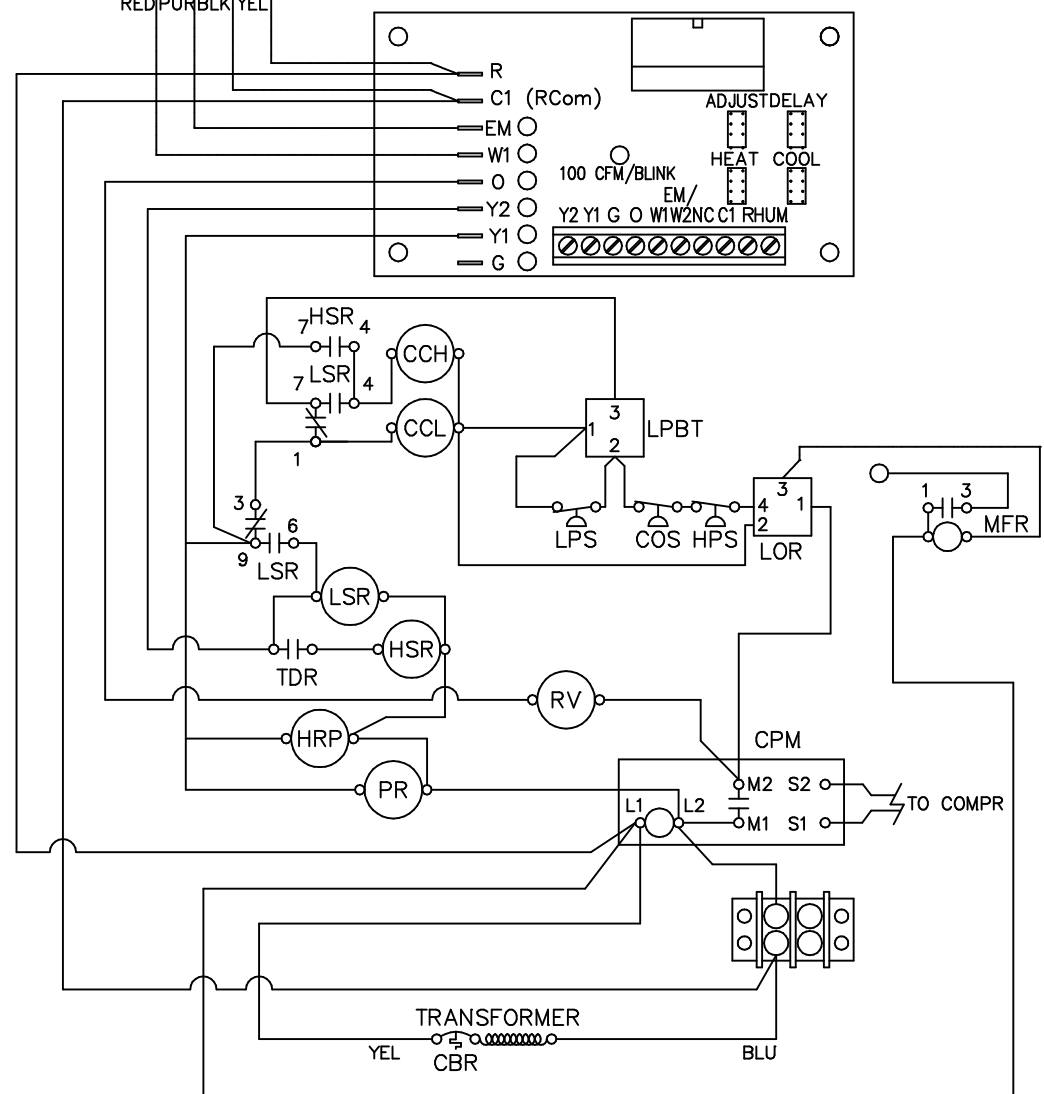 RED PUR BLK YEL
R
C1 (RCom)
EM
W1
O
Y2
Y1
G
ADJUST DELAY
HEAT COOL
100 CFM/BLINK
EM/
Y2 Y1 G O W1 W2 NC C1 R HUM
HSR
7 4
CCH
LSR
7 4
CCL
1
3
1
2
LPBT
3
6
9
LSR
LPS
COS
HPS
3
4 1
2
LOR
1 3
MFR
LSR
HSR
TDR
RV
HRP
PR
CPM
M2 S2
L1 L2
M1 S1
TO COMPR
TRANSFORMER
YEL
CBR
BLU